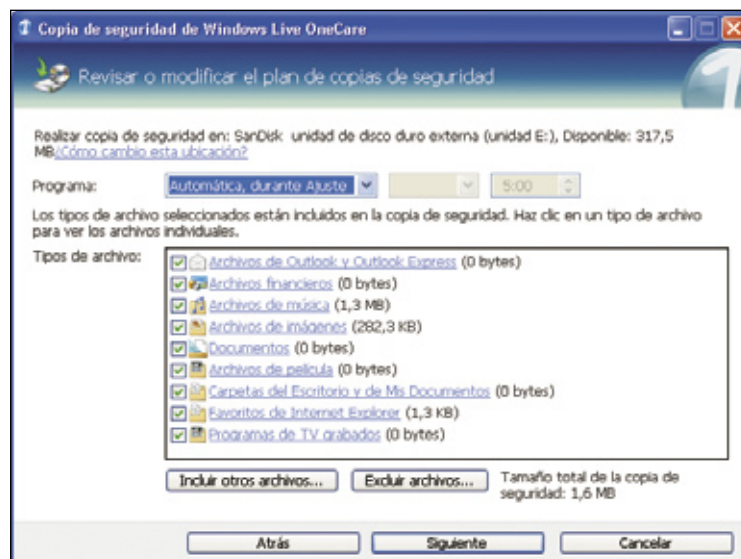 Copia de seguridad de Windows Live OneCare
Revisar o modificar el plan de copias de seguridad
Realizar copia de seguridad en: SanDisk unidad de disco duro externa (unidad E:), Disponible: 317,5
MB¿Cómo cambio esta ubicación?
Programa: Automática, durante Ajuste 5:00
Los tipos de archivo seleccionados están incluidos en la copia de seguridad. Haz clic en un tipo de archivo
para ver los archivos individuales.
Tipos de archivo:
Archivos de Outlook y Outlook Express (0 bytes)
Archivos financieros (0 bytes)
Archivos de música (1,3 MB)
Archivos de imágenes (282,3 KB)
Documentos (0 bytes)
Archivos de película (0 bytes)
Carpetas del Escritorio y de Mis Documentos (0 bytes)
Favoritos de Internet Explorer (1,3 KB)
Programas de TV grabados (0 bytes)
Incluir otros archivos... Excluir archivos... Tamaño total de la copia de
seguridad: 1,6 MB
Atrás Siguiente Cancelar